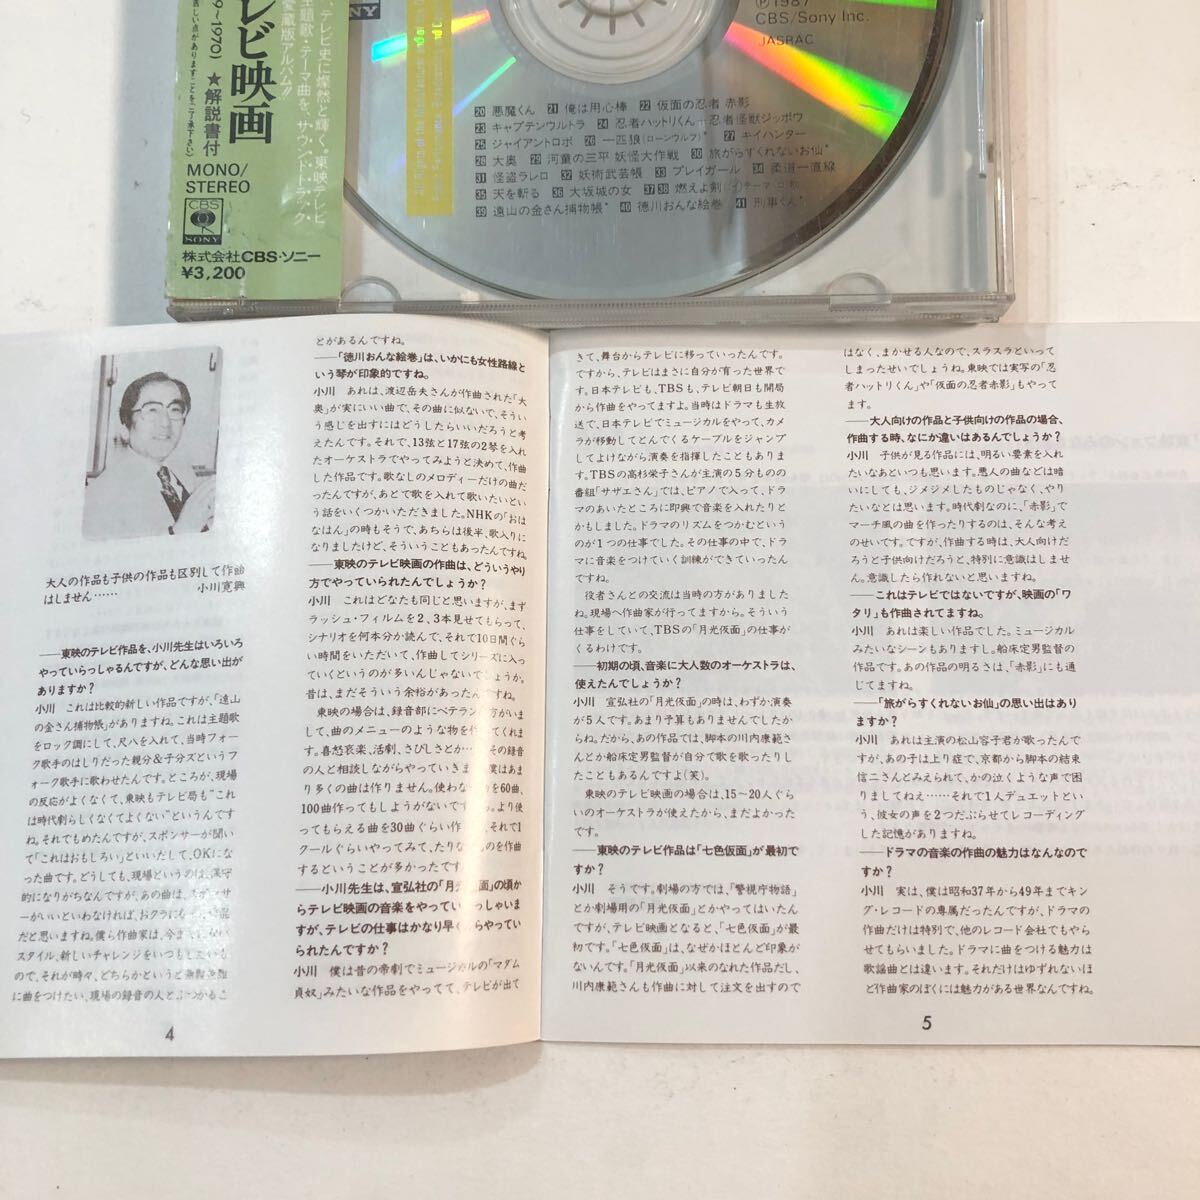 レビ映画
9〜1970)
★解説書付
MONO/
STEREO
CBS
SONY
株式会社CBS・ソニー
¥3,200
、テレビ史に燦然と輝く。東映テレビ
主題歌・テーマ曲を、サウンドトラック
愛蔵版アルバム!!
SONY
Ⓟ1987
CBS/Sony Inc.
JASRAC
20 悪魔くん 21 俺は用心棒 22 仮面の忍者 赤影
23 キャプテンウルトラ 24 忍者ハットリくん+忍者怪獣ジッポウ
25 ジャイアントロボ 26 一匹狼(ローンウルフ)* 27 キイハンター
28 大奥 29 河童の三平 妖怪大作戦 30 旅がらすくれないお仙*
31 怪盗ラレロ 32 妖術武芸帳 33 プレイガール 34 柔道一直線
35 天を斬る 36 大坂城の女 37 38 燃えよ剣
39 遠山の金さん捕物帳* 40 徳川おんな絵巻 41 刑事くん*
大人の作品も子供の作品も区別して作曲
はしません…… 小川寛興
——東映のテレビ作品を、小川先生はいろいろ
やっていらっしゃるんですが、どんな思い出が
ありますか?
小川 これは比較的新しい作品ですが、「遠山
の金さん捕物帳」がありますね。これは主題歌
をロック調にして、尺八を入れて、当時フォー
ク歌手のはしりだった親分&子分ズというフ
ォーク歌手に歌わせたんです。ところが、現場
の反応がよくなくて、東映もテレビ局も"これ
は時代劇らしくなくてよくない"というんです
ね。それでもめたんですが、スポンサーが聞い
て「これはおもしろい」といいだして、OKにな
った曲です。どうしても、現場というのは、保守
的になりがちなんですが、あの曲は、スポンサ
ーがいいといわなければ、おクラになる作品
だと思いますね。僕ら作曲家は、今までにない
スタイル、新しいチャレンジをいつもしている
ので、それが時々、どちらかというと無難な感
に曲をつけたい、現場の録音の人とぶつかるこ
とがあるんですね。
——「徳川おんな絵巻」は、いかにも女性路線と
いう琴が印象的ですね。
小川 あれは、渡辺岳夫さんが作曲された「大
奥」が実にいい曲で、その曲に似ないで、そうい
う感じを出すにはどうしたらいいだろうと考
えたんです。それで、13弦と17弦の2琴を入れ
たオーケストラでやってみようと決めて、作曲
した作品です。歌なしのメロディーだけの曲だ
ったんですが、あとで歌を入れて歌いたいとい
う話をいくつかいただきました。NHKの「おは
なはん」の時もそうで、あちらは後半、歌入りに
なりましたけど、そういうこともあったんですね。
——東映のテレビ映画の作曲は、どういうやり
方でやっていられたんでしょうか?
小川 これはどなたも同じと思いますが、まず
ラッシュ・フィルムを2、3本見せてもらって、
シナリオを何本分か読んで、それで10日間ぐら
い時間をいただいて、作曲してシリーズに入っ
ていくというのが多いんじゃないでしょうか。
昔は、まだそういう余裕があったんですね。
東映の場合は、録音部にベテランの方がいま
して、曲のメニューのような物を作ってくれま
す。喜怒哀楽、活劇、さびしさとか…、その録音
の人と相談しながらやっていきます。僕はあま
り多くの曲は作りません。使わない曲を60曲、
100曲作ってもしようがないですから。より使
ってもらえる曲を30曲ぐらい作って、それで1
クールぐらいやってみて、たりないものを作曲
するということが多かったです。
——小川先生は、宣弘社の「月光仮面」の頃か
らテレビ映画の音楽をやっていらっしゃいま
すが、テレビの仕事はかなり早くからやってい
られたんですか?
小川 僕は昔の帝劇でミュージカルの「マダム
貞奴」みたいな作品をやってて、テレビが出て
4
きて、舞台からテレビに移っていったんです。
ですから、テレビはまさに自分が育った世界で
す。日本テレビも、TBSも、テレビ朝日も開局
から作曲をやってますよ。当時はドラマも生放
送で、日本テレビでミュージカルをやって、カメ
ラが移動してとんでくるケーブルをジャンプ
してよけながら演奏を指揮したこともありま
す。TBSの高杉栄子さんが主演の5分ものの
番組「サザエさん」では、ピアノで入って、ドラ
マのあいたところに即興で音楽を入れたりと
かもしました。ドラマのリズムをつかむという
のが1つの仕事でした。その仕事の中で、ドラ
マに音楽をつけていく訓練ができていったん
ですね。
役者さんとの交流は当時の方がありました
ね。現場へ作曲家が行ってますから。そういう
仕事をしていて、TBSの「月光仮面」の仕事が
くるわけです。
——初期の頃、音楽に大人数のオーケストラは、
使えたんでしょうか?
小川 宣弘社の「月光仮面」の時は、わずか演奏
が5人です。あまり予算もありませんでしたか
らね。だから、あの作品では、脚本の川内康範さ
んとか船床定男監督が自分で歌を歌ったりし
たこともあるんですよ(笑)。
東映のテレビ映画の場合は、15〜20人ぐら
いのオーケストラが使えたから、まだよかった
です。
——東映のテレビ作品は「七色仮面」が最初で
すか?
小川 そうです。劇場の方では、「警視庁物語」
とか劇場用の「月光仮面」とかやってはいたん
ですが、テレビ映画となると、「七色仮面」が最
初です。「七色仮面」は、なぜかほとんど印象が
ないんです。「月光仮面」以来のなれた作品だし、
川内康範さんも作曲に対して注文を出すので
はなく、まかせる人なので、スラスラといって
しまったせいでしょうね。東映では実写の「忍
者ハットリくん」や「仮面の忍者赤影」もやって
ます。
——大人向けの作品と子供向けの作品の場合、
作曲する時、なにか違いはあるんでしょうか?
小川 子供が見る作品には、明るい要素を入れ
たいなあといつも思います。悪人の曲などは暗
いにしても、ジメジメしたものじゃなく、やり
たいなとは思います。時代劇なのに、「赤影」で
マーチ風の曲を作ったりするのは、そんな考え
のせいです。ですが、作曲する時は、大人向けだ
ろうと子供向けだろうと、特別に意識はしませ
ん。意識したら作れないと思いますね。
——これはテレビではないですが、映画の「ワ
タリ」も作曲されてますね。
小川 あれは楽しい作品でした。ミュージカル
みたいなシーンもありますし。船床定男監督の
作品です。あの作品の明るさは、「赤影」にも通
じてますね。
——「旅がらすくれないお仙」の思い出はあり
ますか?
小川 あれは主演の松山容子君が歌ったんで
すが、あの子は上り症で、京都から脚本の結束
信二さんとみえられて、かの泣くような声で困
りましてねえ……それで1人デュエットとい
う、彼女の声を2つだぶらせてレコーディング
した記憶がありますね。
——ドラマの音楽の作曲の魅力はなんなので
すか?
小川 実は、僕は昭和37年から49年までキン
グ・レコードの専属だったんですが、ドラマの
作曲だけは特別で、他のレコード会社でもやら
せてもらいました。ドラマに曲をつける魅力は
歌謡曲とは違います。それだけはゆずれないほ
ど作曲家のぼくには魅力がある世界なんですね。
5